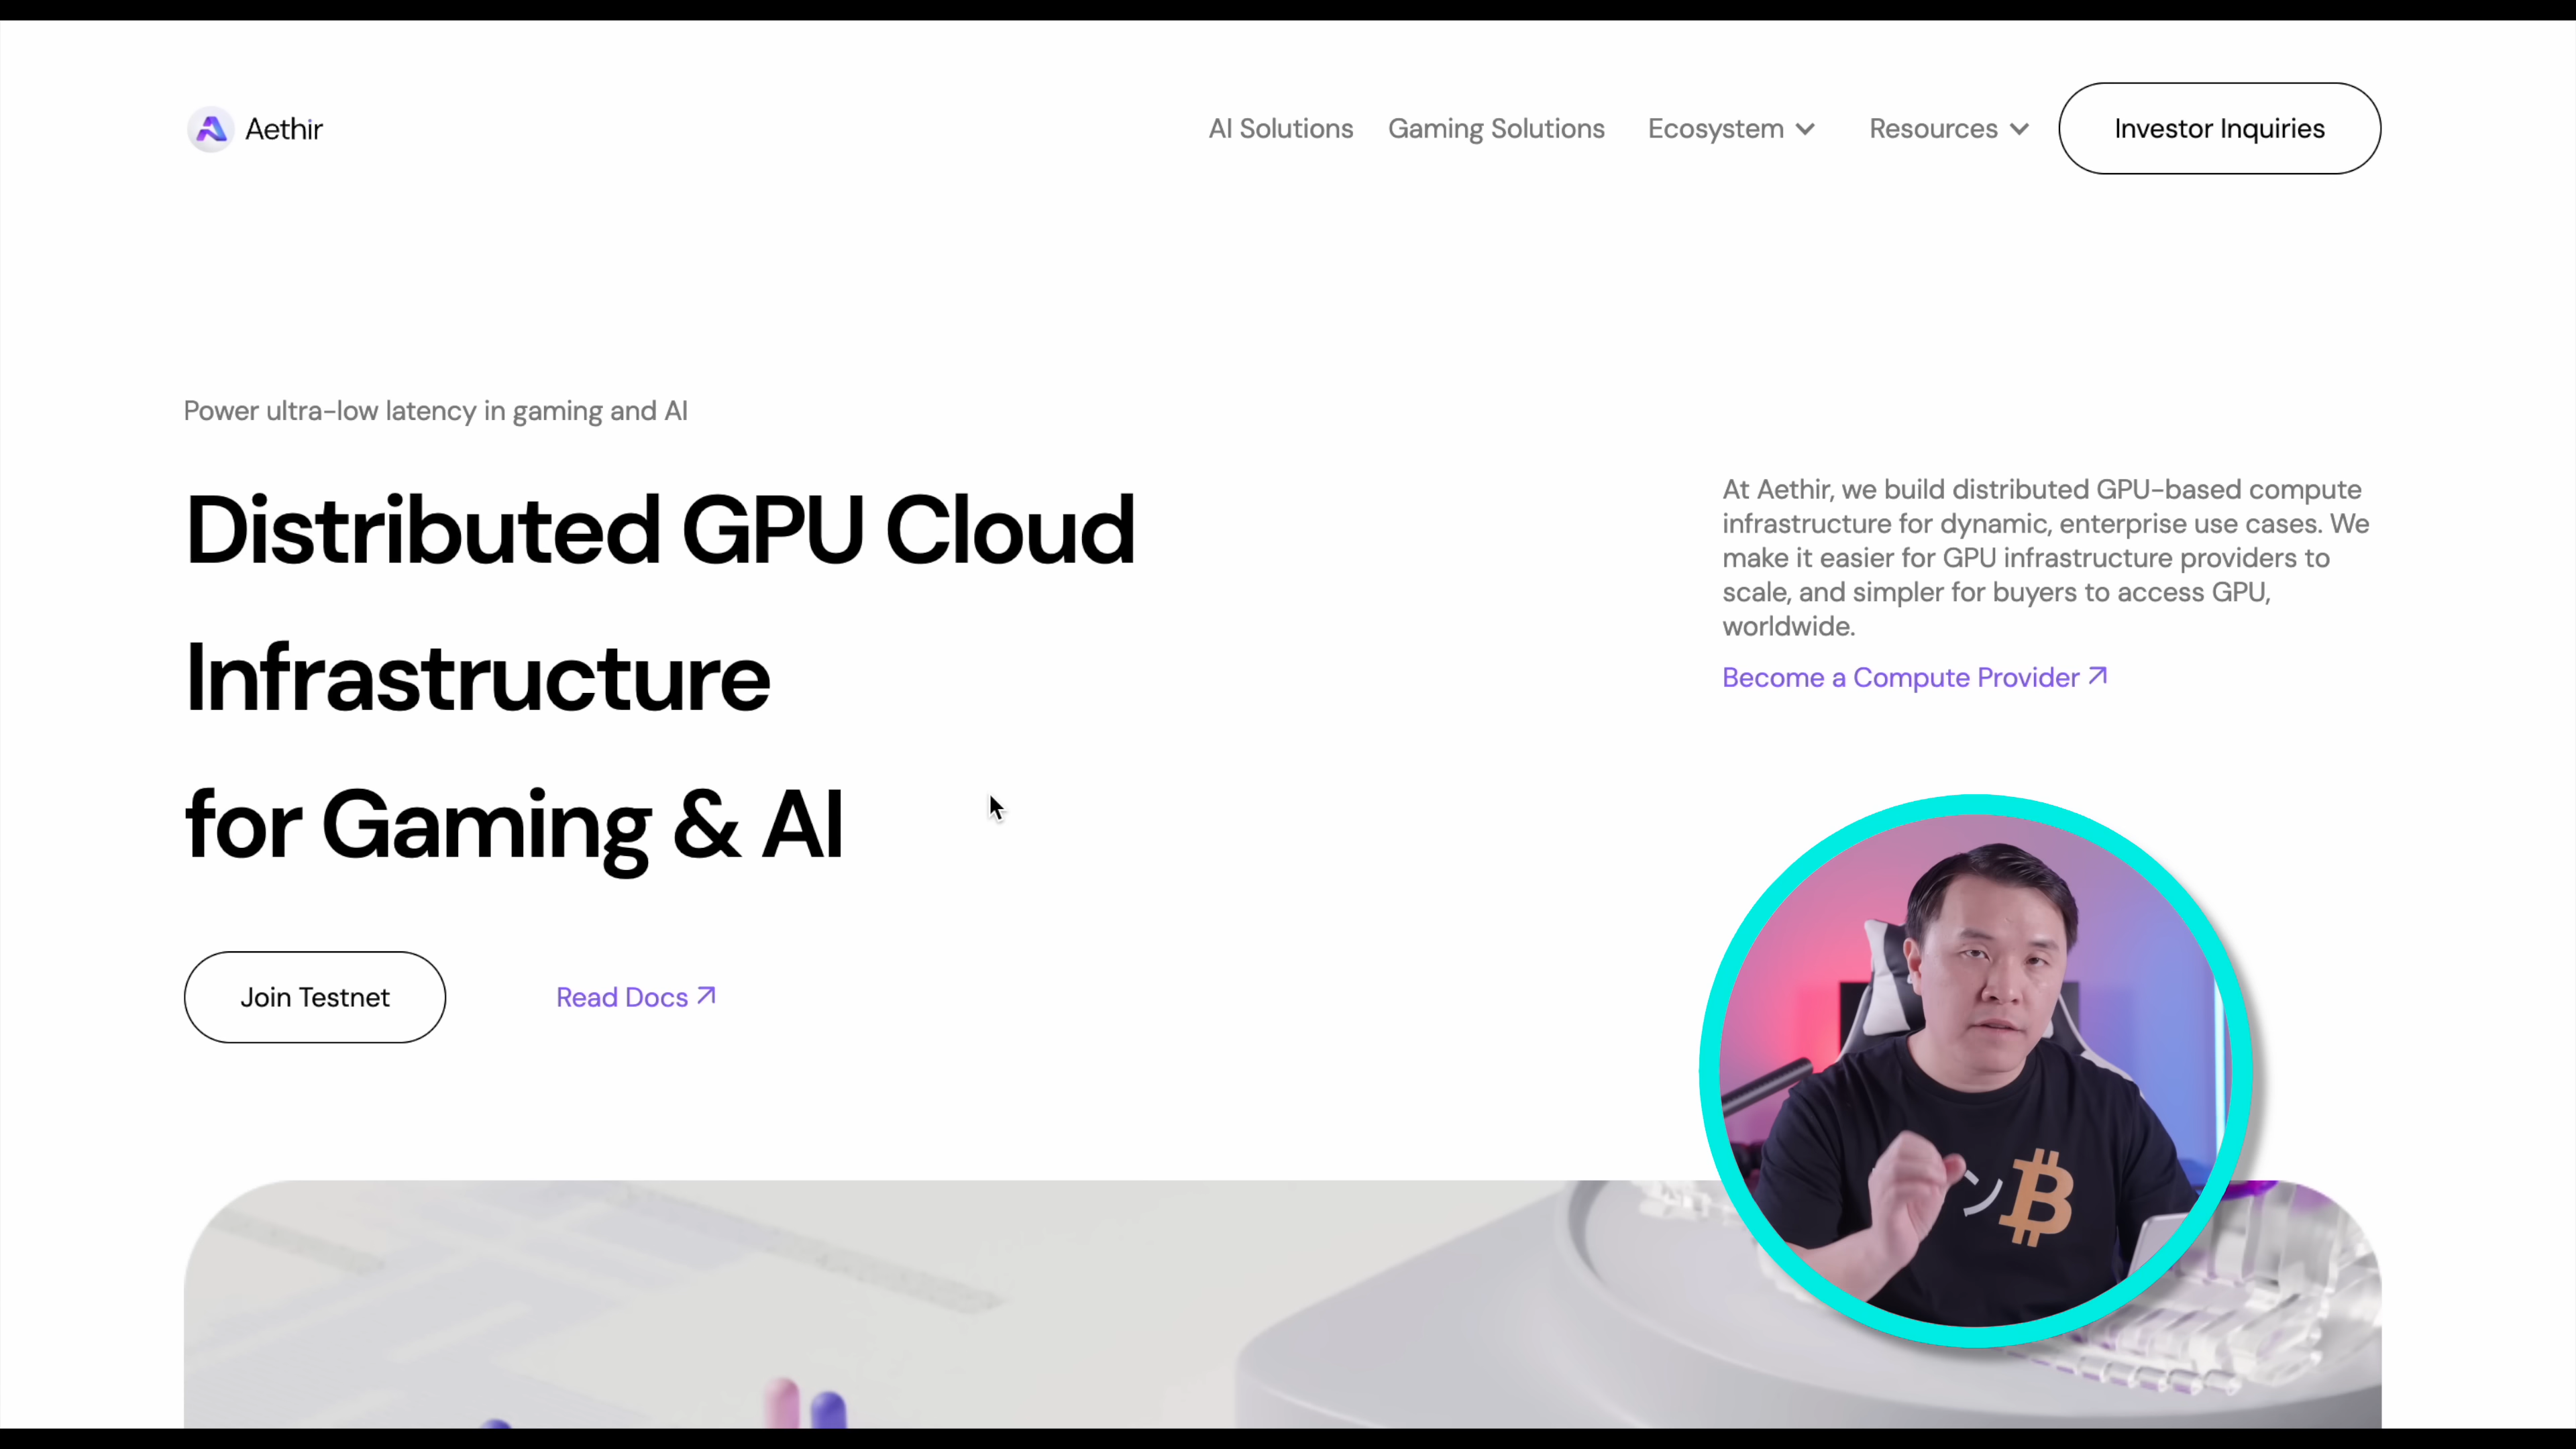 Aethir
AI Solutions
Gaming Solutions
Ecosystem
Resources
Investor Inquiries
Power ultra-low latency in gaming and AI
Distributed GPU Cloud
Infrastructure
for Gaming & AI
At Aethir, we build distributed GPU-based compute
infrastructure for dynamic, enterprise use cases. We
make it easier for GPU infrastructure providers to
scale, and simpler for buyers to access GPU,
worldwide.
Become a Compute Provider
Join Testnet
Read Docs